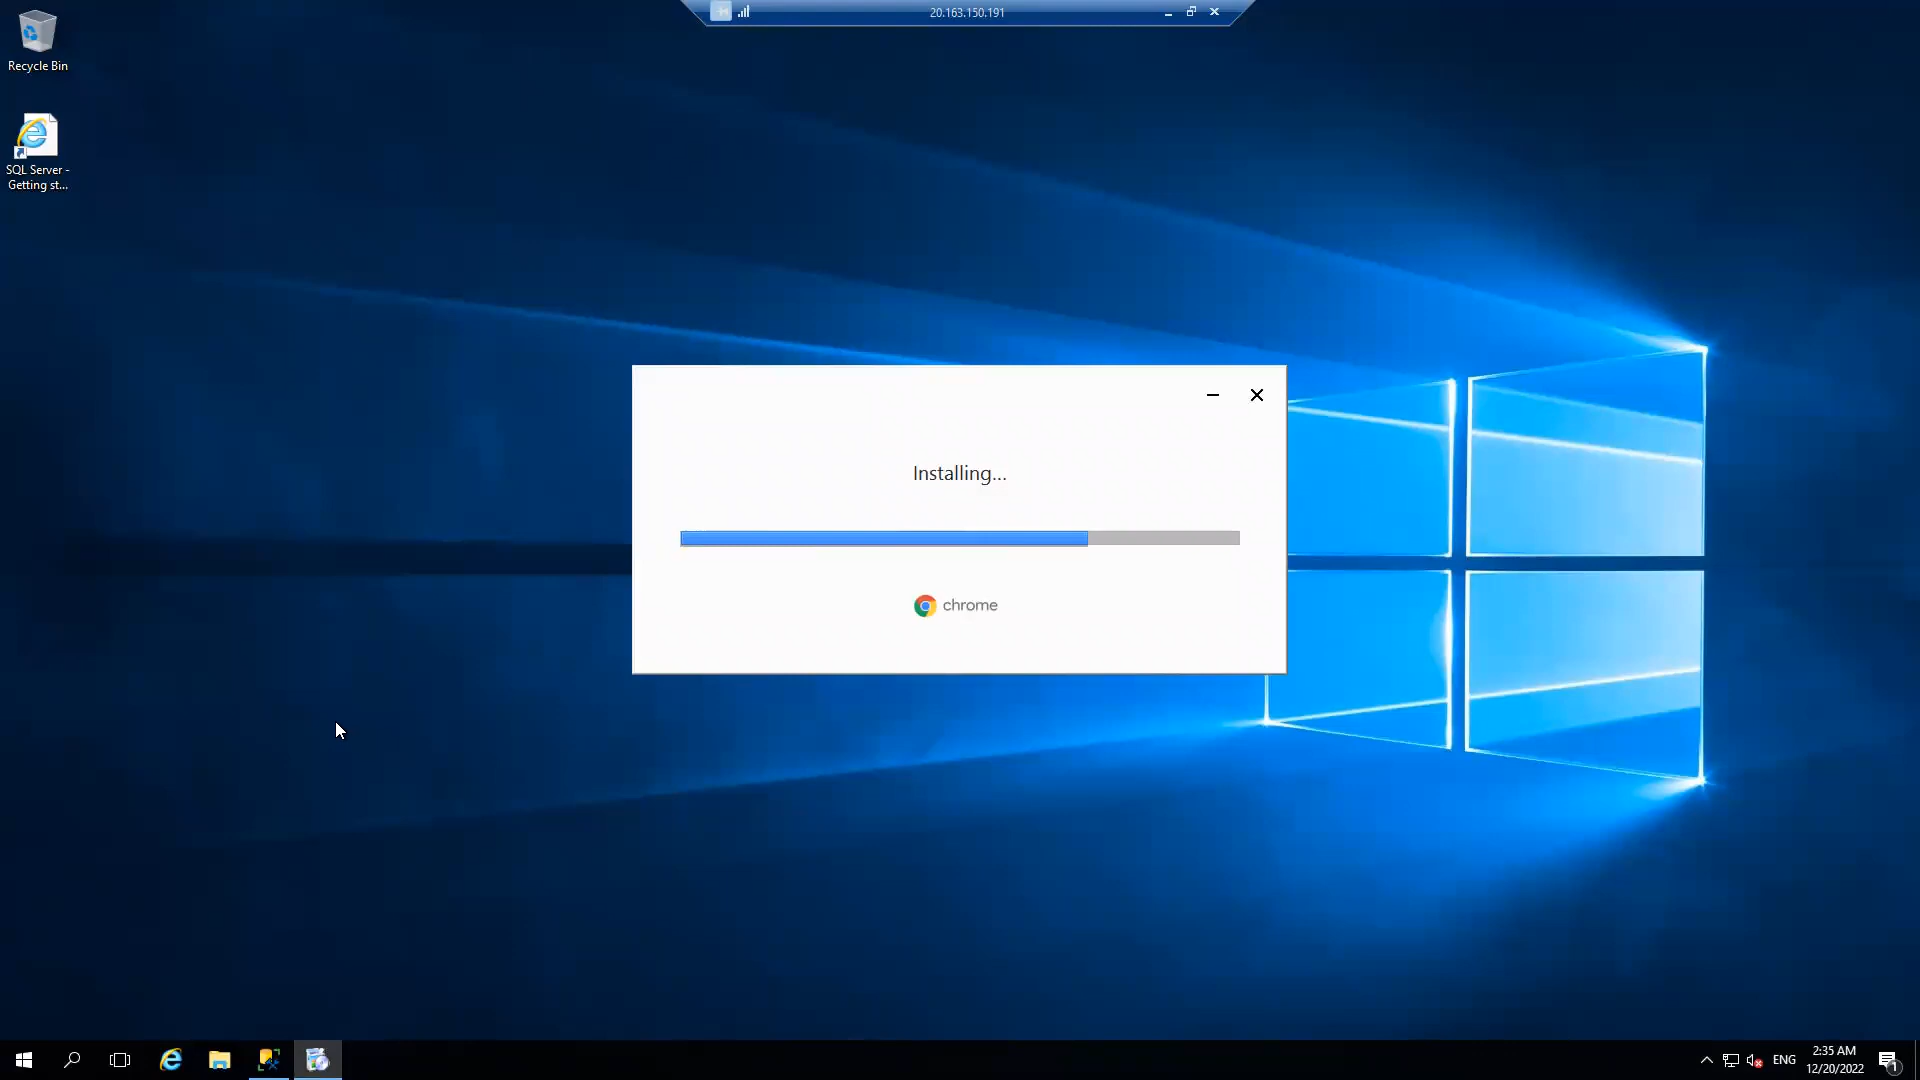 20.163.150.191
Recycle Bin
SQL Server -
Getting st...
Installing...
chrome
ENG
2:35 AM
12/20/2022
1